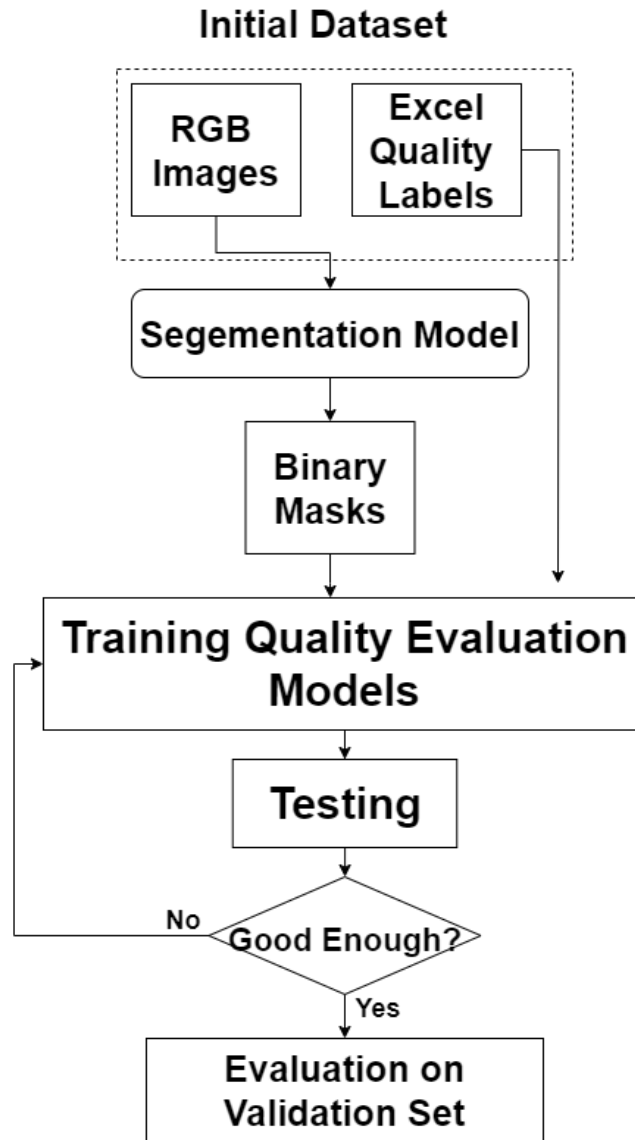 Initial Dataset
RGB
Images
Excel
Quality
Labels
Segementation Model
Binary
Masks
Training Quality Evaluation
Models
Testing
Good Enough?
No
Yes
Evaluation on
Validation Set